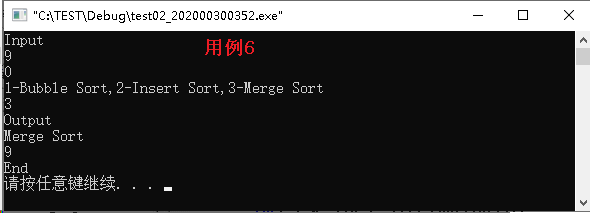 "C:\TEST\Debug\test02_202000300352.exe"
Input
用例6
9
0
1-Bubble Sort,2-Insert Sort,3-Merge Sort
3
Output
Merge Sort
9
End
请按任意键继续. . .